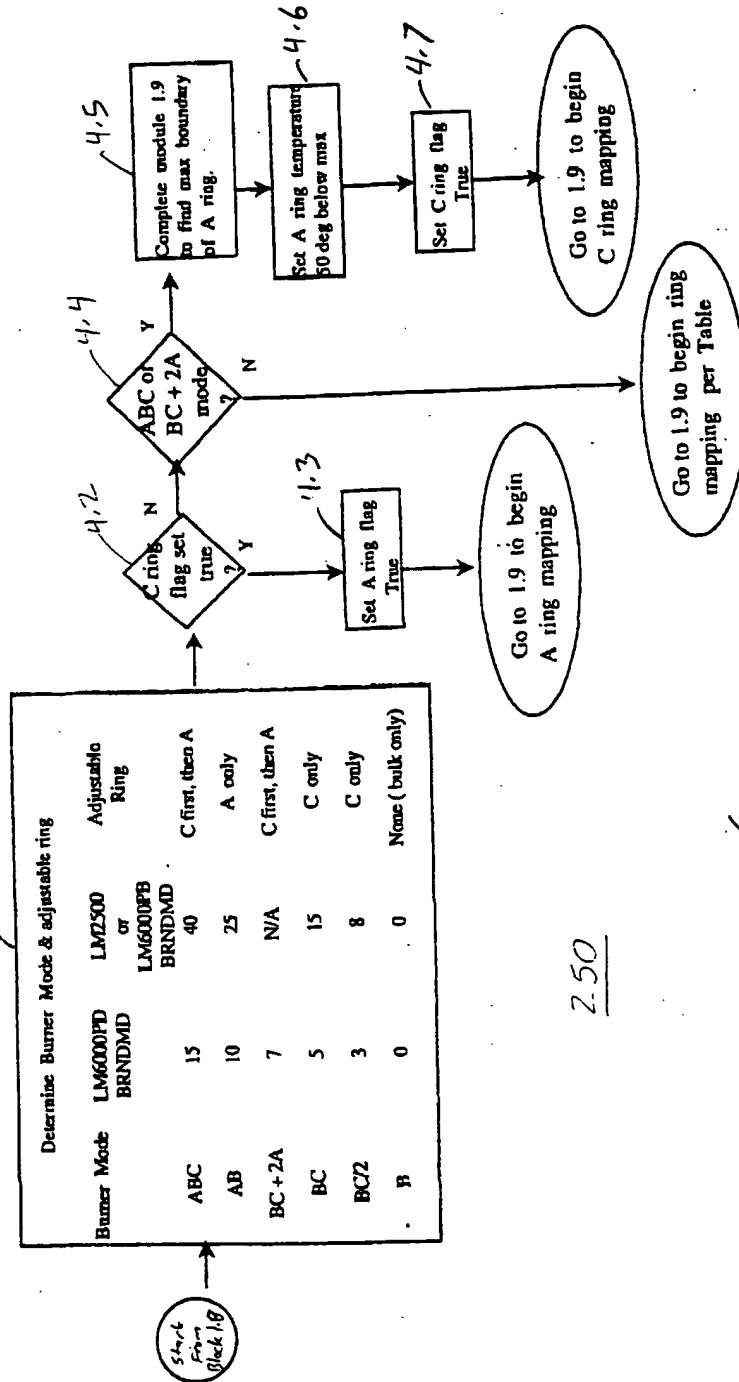 Start
From
Block 1.8
Determine Burner Mode & adjustable ring
Burner Mode LM6000PD LM2500 Adjustable
BRNDMD or Ring
LM6000PB
BRNDMD
ABC 15 40 C first, then A
AB 10 25 A only
BC + 2A 7 N/A C first, then A
BC 5 15 C only
BC/2 3 8 C only
B 0 0 None ( bulk only)
4.2
C ring
flag set
true
?
N
Y
4.3
Set A ring flag
True
Go to 1.9 to begin
A ring mapping
4.4
ABC or
BC + 2A
mode
?
Y
N
Go to 1.9 to begin ring
mapping per Table
4.5
Complete module 1.9
to find max boundary
of A ring.
4.6
Set A ring temperature
50 deg below max
4.7
Set C ring flag
True
Go to 1.9 to begin
C ring mapping
250